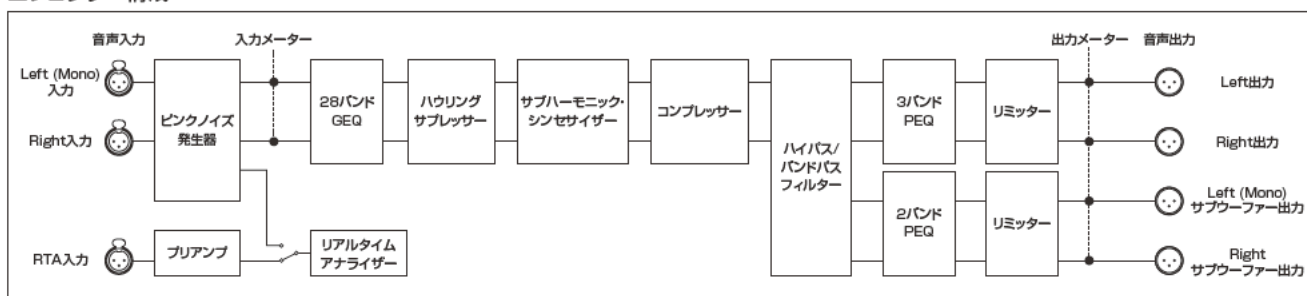 音声入力
入力メーター
出力メーター
音声出力
Left (Mono)
入力
Right入力
RTA入力
ピンクノイズ
発生器
プリアンプ
28バンド
GEQ
ハウリング
サプレッサー
サブハーモニック・
シンセサイザー
コンプレッサー
リアルタイム
アナライザー
ハイパス/
バンドパス
フィルター
3バンド
PEQ
リミッター
2バンド
PEQ
リミッター
Left出力
Right出力
Left (Mono)
サブウーファー出力
Right
サブウーファー出力